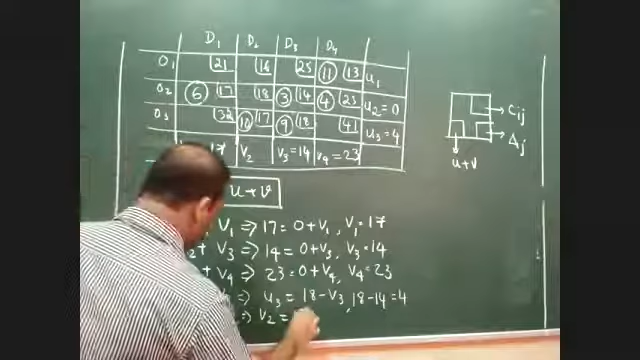 D1 D2 D3 D4
O1 21 16 25 11 13 u1
O2 6 17 18 3 14 4 23 u2=0
O3 32 10 17 9 18 41 u3=4
17 V2 V3=14 V4=23
Cij
Δj
u+v
u+v
V1 => 17=0+V1, V1=17
2+ V3 => 14=0+V3, V3=14
+ V4 => 23=0+V4, V4=23
=> u3=18-V3, 18-14=4
=> V2=